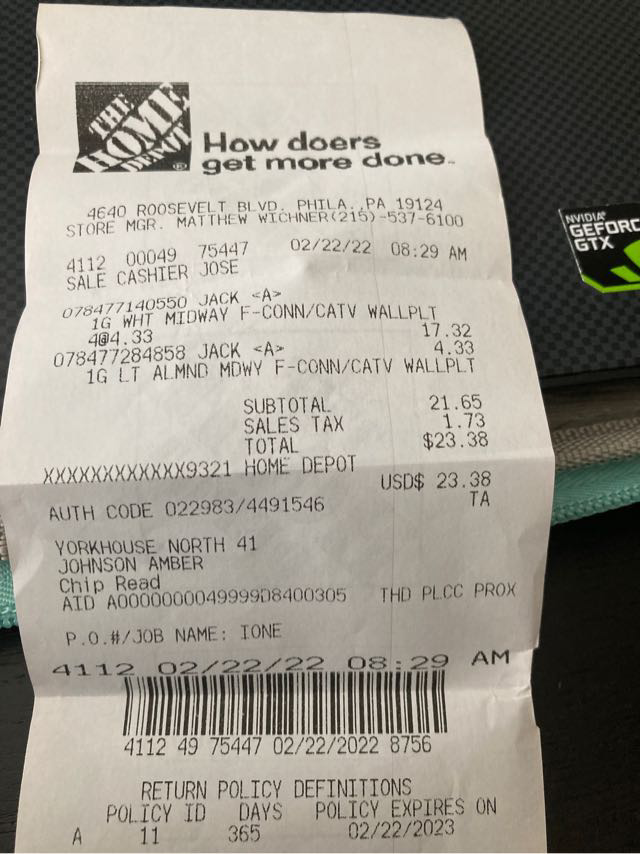 THE
HOME
DEPOT
How doers
get more done.
4640 ROOSEVELT BLVD. PHILA.,PA 19124
STORE MGR. MATTHEW WICHNER(215)-537-6100
4112 00049 75447 02/22/22 08:29 AM
SALE CASHIER JOSE
078477140550 JACK <A>
1G WHT MIDWAY F-CONN/CATV WALLPLT
4@4.33 17.32
078477284858 JACK <A> 4.33
1G LT ALMND MDWY F-CONN/CATV WALLPLT
SUBTOTAL 21.65
SALES TAX 1.73
TOTAL $23.38
XXXXXXXXXXXX9321 HOME DEPOT
USD$ 23.38
AUTH CODE 022983/4491546 TA
YORKHOUSE NORTH 41
JOHNSON AMBER
Chip Read
AID A0000000049999D8400305 THD PLCC PROX
P.O.#/JOB NAME: IONE
4112 02/22/22 08:29 AM
4112 49 75447 02/22/2022 8756
RETURN POLICY DEFINITIONS
POLICY ID DAYS POLICY EXPIRES ON
A 11 365 02/22/2023
NVIDIA
GEFORC
GTX